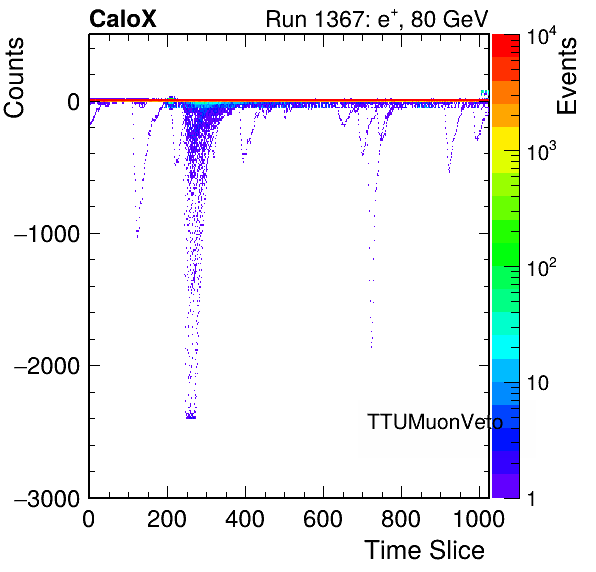 CaloX Run 1367: e⁺, 80 GeV
Counts
Events
0
−1000
−2000
−3000
0 200 400 600 800 1000
Time Slice
TTUMuonVeto
10⁴
10³
10²
10
1